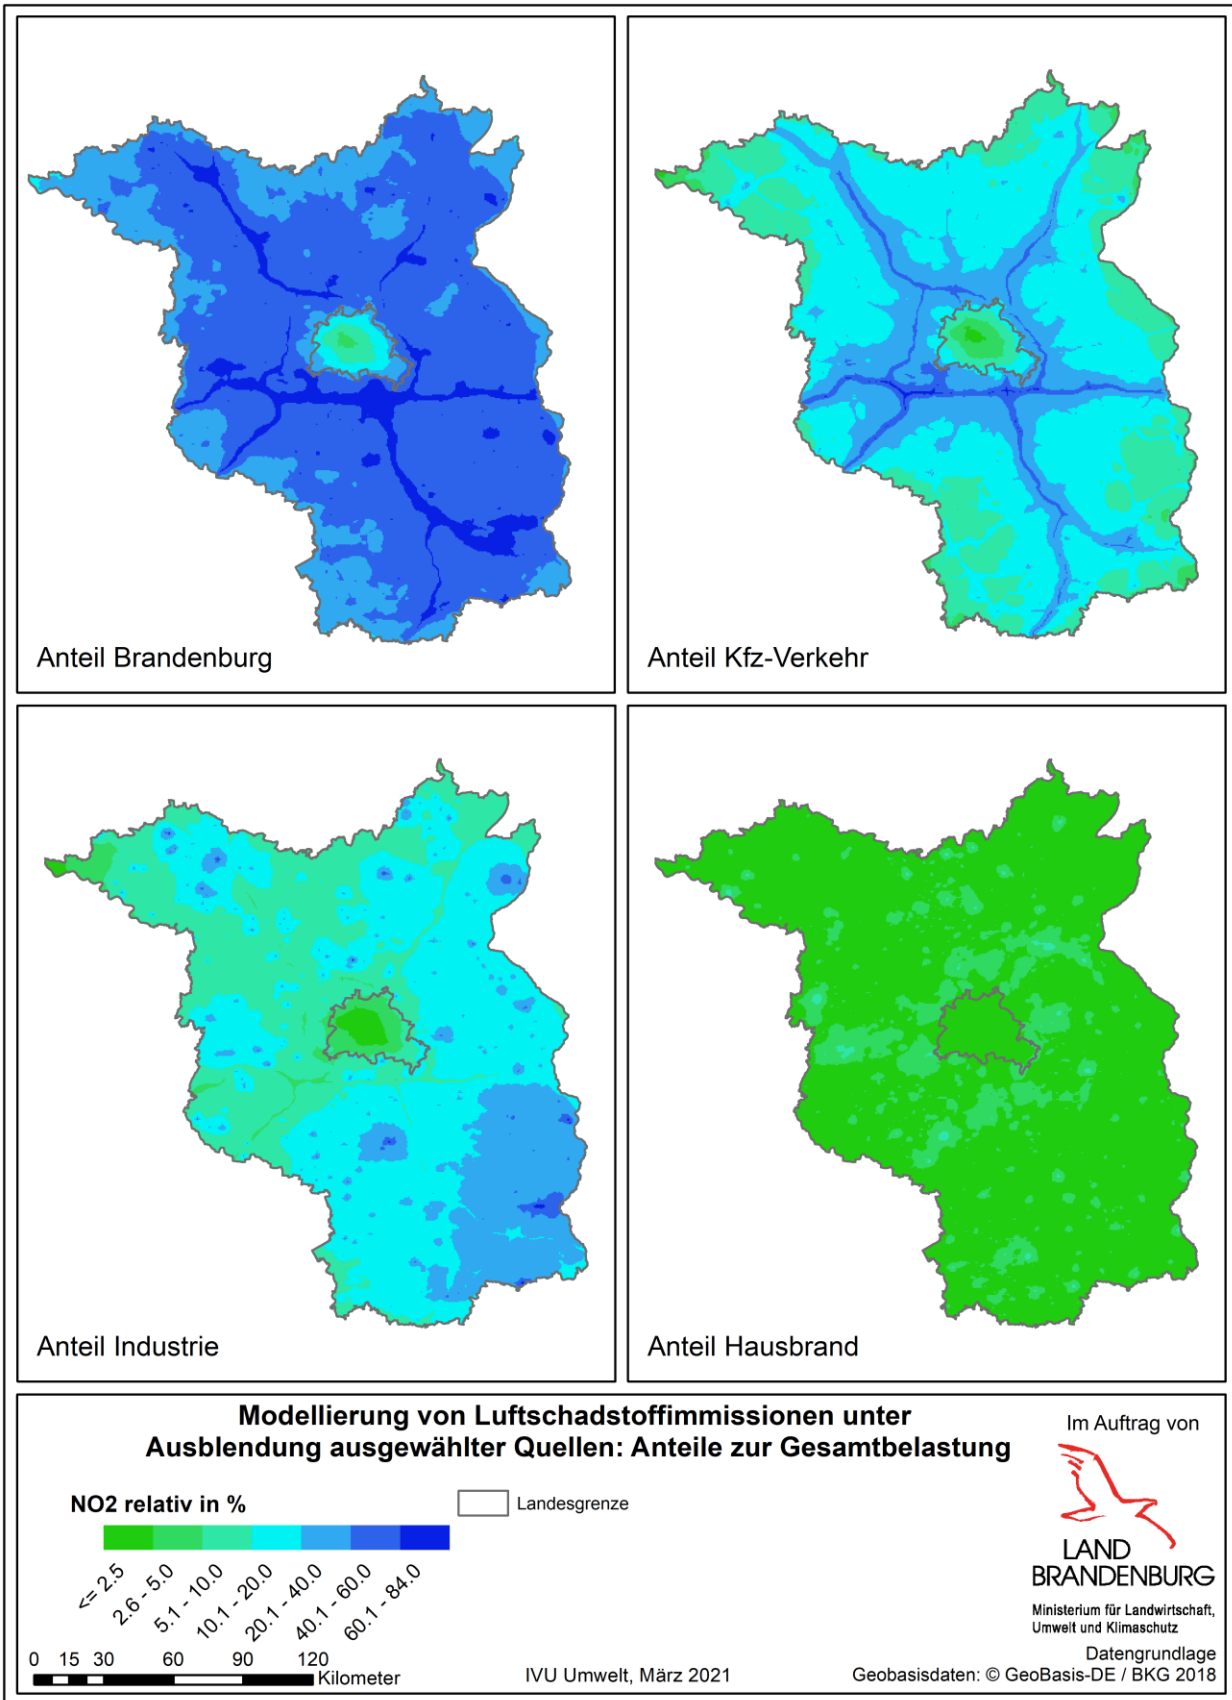 Anteil Brandenburg
Anteil Kfz-Verkehr
Anteil Industrie
Anteil Hausbrand
Modellierung von Luftschadstoffimmissionen unter
Ausblendung ausgewählter Quellen: Anteile zur Gesamtbelastung
NO2 relativ in %
Landesgrenze
<= 2.5
2.6 - 5.0
5.1 - 10.0
10.1 - 20.0
20.1 - 40.0
40.1 - 60.0
60.1 - 84.0
0 15 30 60 90 120
Kilometer
IVU Umwelt, März 2021
Im Auftrag von
LAND
BRANDENBURG
Ministerium für Landwirtschaft,
Umwelt und Klimaschutz
Datengrundlage
Geobasisdaten: © GeoBasis-DE / BKG 2018